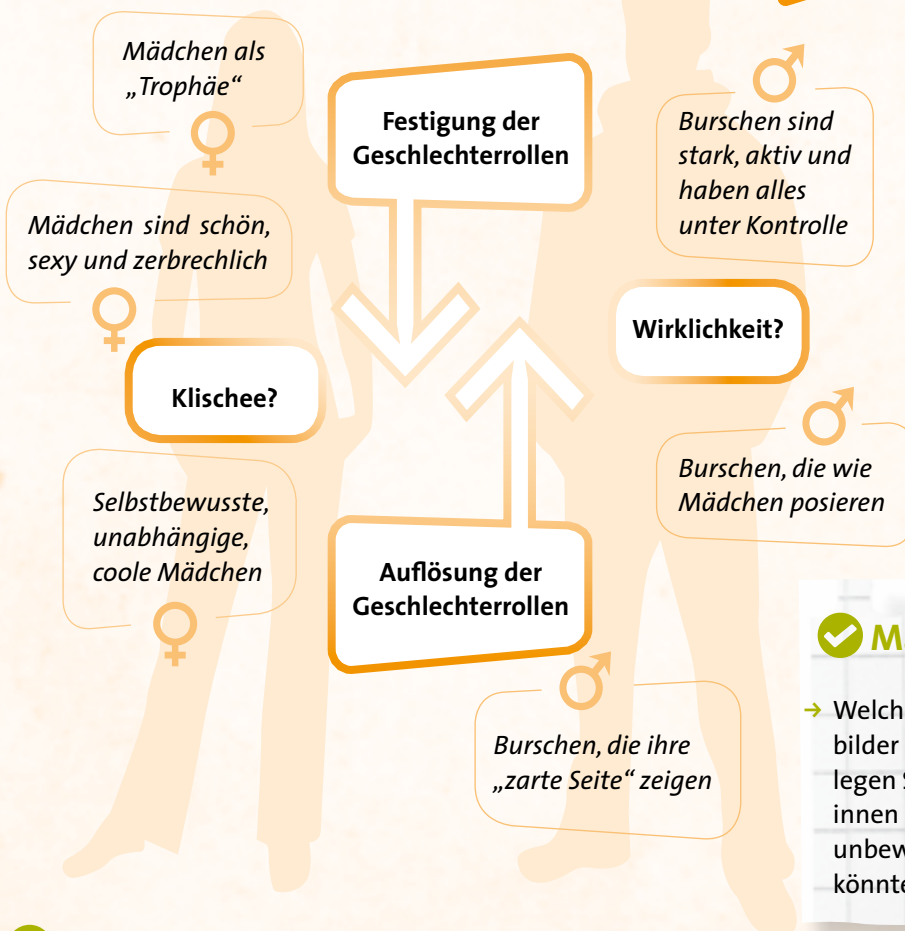 Mädchen als
„Trophäe“
Festigung der
Geschlechterrollen
Burschen sind
stark, aktiv und
haben alles
unter Kontrolle
Mädchen sind schön,
sexy und zerbrechlich
Wirklichkeit?
Klischee?
Burschen, die wie
Mädchen posieren
Selbstbewusste,
unabhängige,
coole Mädchen
Auflösung der
Geschlechterrollen
Burschen, die ihre
„zarte Seite“ zeigen
→ Welch
bilder
legen S
innen
unbew
könnte